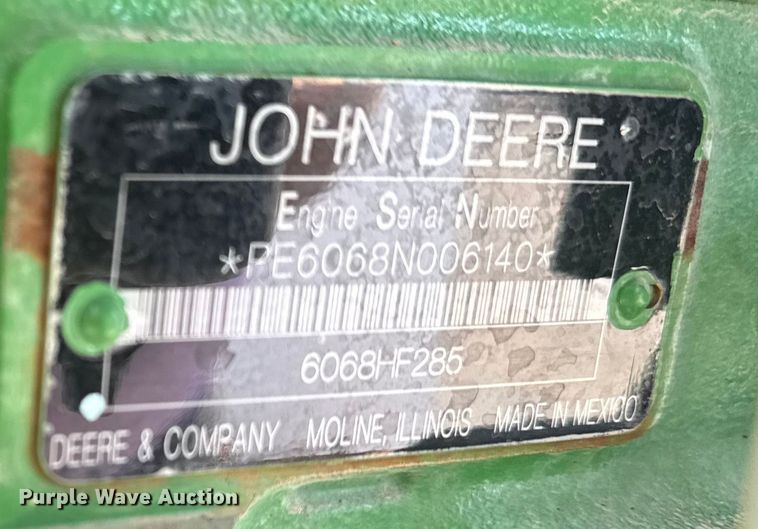 JOHN DEERE
Engine Serial Number
*PE6068N006140*
6068HF285
DEERE & COMPANY MOLINE, ILLINOIS MADE IN MEXICO
Purple Wave Auction